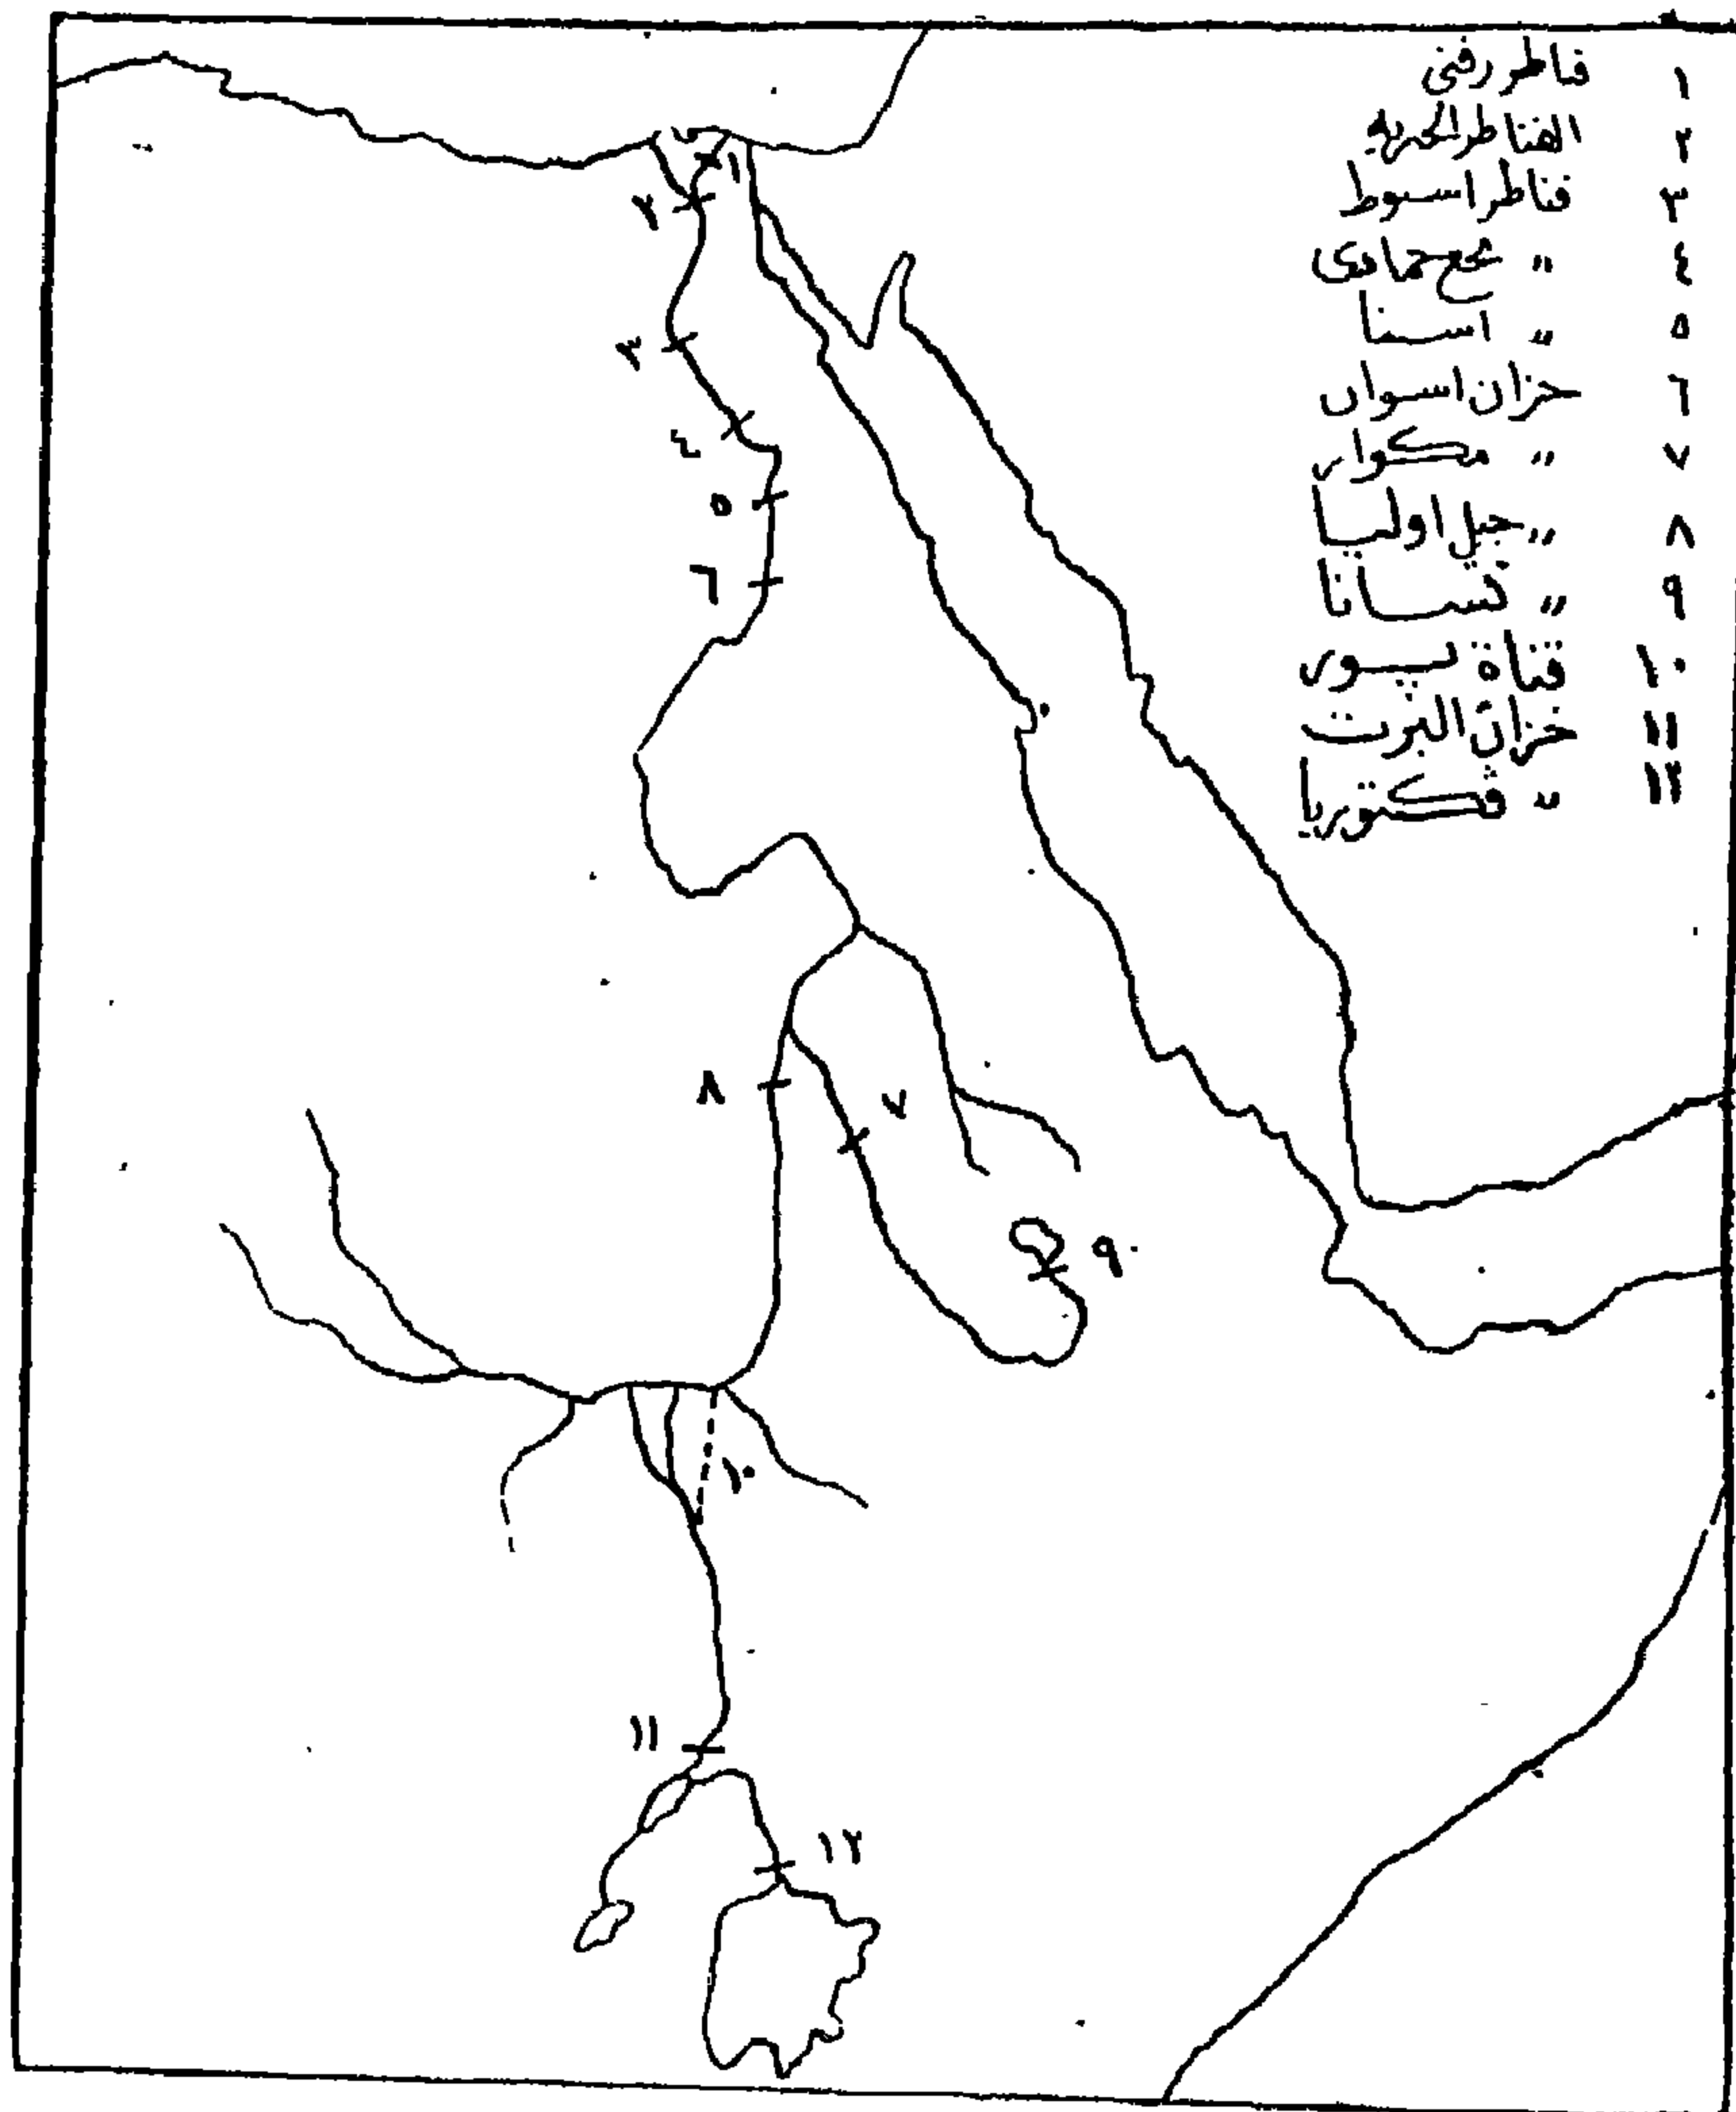 ١ قناطر زفتى
٢ القناطر الخيرية
٣ قناطر اسيوط
٤ " نجع حمادى
٥ " اسنا
٦ خزان اسوان
٧ " مكوار
٨ " جبل اوليا
٩ " تسانا
١٠ قناة
١١ خزان البرت
١٢ " فكتوريا
١
٢
٣
٤
٥
٦
٨
٧
٩
١٠
١١
١٢